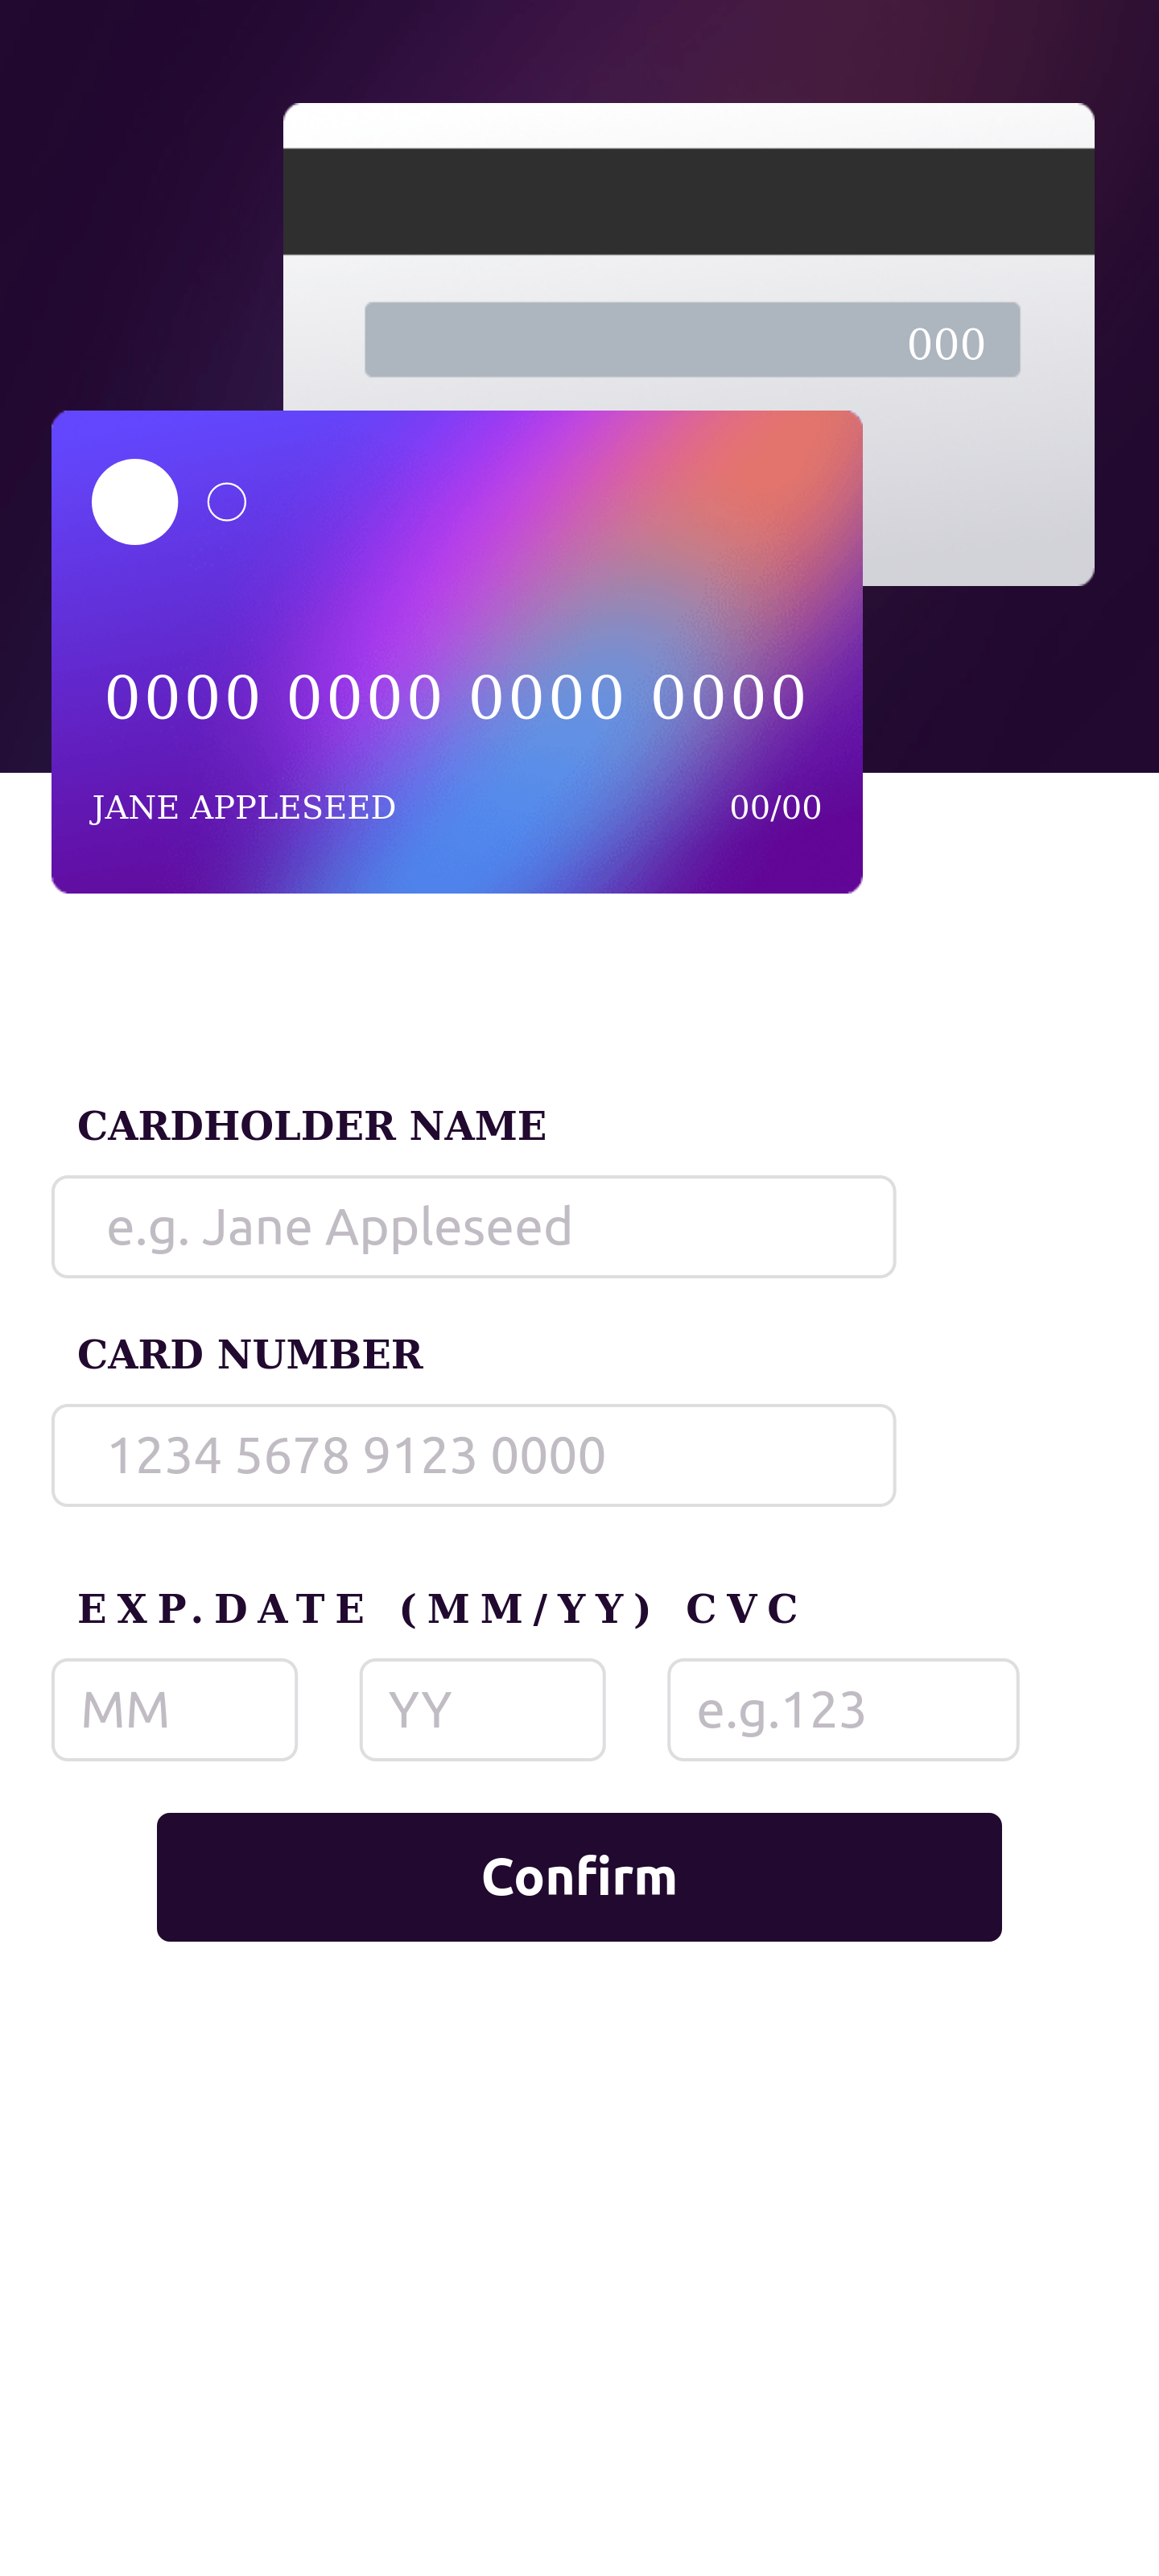 000
0000 0000 0000 0000
JANE APPLESEED 00/00
CARDHOLDER NAME
e.g. Jane Appleseed
CARD NUMBER
1234 5678 9123 0000
EXP.DATE (MM/YY) CVC
MM YY e.g.123
Confirm